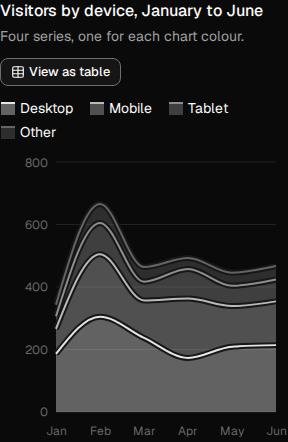 Visitors by device, January to June
Four series, one for each chart colour.
View as table
Desktop Mobile Tablet
Other
800
600
400
200
0
Jan Feb Mar Apr May Jun